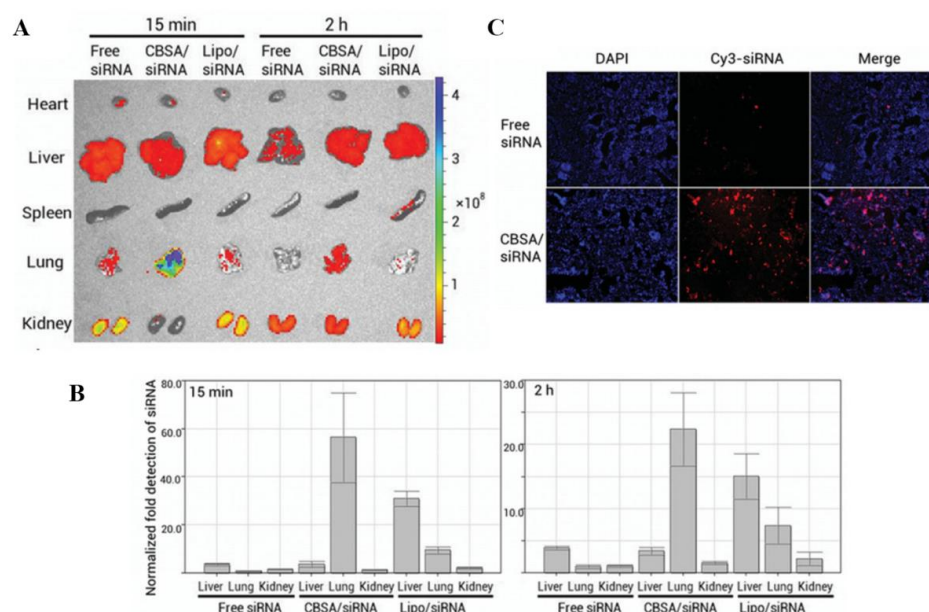 A
15 min
2 h
Free siRNA
CBSA/ siRNA
Lipo/ siRNA
Free siRNA
CBSA/ siRNA
Lipo/ siRNA
Heart
Liver
Spleen
Lung
Kidney
4
3
2
1
×10⁸
C
DAPI
Cy3-siRNA
Merge
Free siRNA
CBSA/ siRNA
B
Normalized fold detection of siRNA
80.0
60.0
40.0
20.0
15 min
Liver Lung Kidney Liver Lung Kidney Liver Lung Kidney
Free siRNA CBSA/siRNA Lipo/siRNA
30.0
20.0
10.0
2 h
Liver Lung Kidney Liver Lung Kidney Liver Lung Kidney
Free siRNA CBSA/siRNA Lipo/siRNA